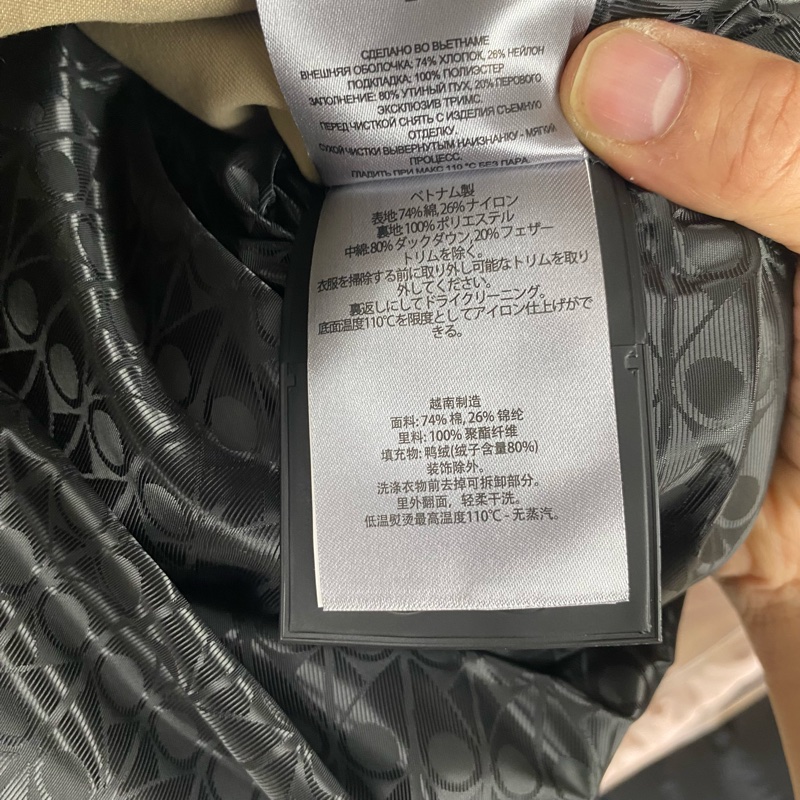 СДЕЛАНО ВО ВЬЕТНАМЕ
ВНЕШНЯЯ ОБОЛОЧКА: 74% ХЛОПОК, 26% НЕЙЛОН
ПОДКЛАДКА: 100% ПОЛИЭСТЕР
ЗАПОЛНЕНИЕ: 80% УТИНЫЙ ПУХ, 20% ПЕРОВОГО
ЭКСКЛЮЗИВ ТРИМС.
ПЕРЕД ЧИСТКОЙ СНЯТЬ С ИЗДЕЛИЯ СЪЕМНУЮ
ОТДЕЛКУ.
СУХОЙ ЧИСТКИ ВЫВЕРНУТЫМ НАИЗНАНКУ - МЯГКИЙ
ПРОЦЕСС.
ГЛАДИТЬ ПРИ МАКС 110 °C БЕЗ ПАРА.
ベトナム製
表地:74% 綿, 26% ナイロン
裏地:100% ポリエステル
中綿:80% ダックダウン, 20% フェザー
トリムを除く。
衣服を掃除する前に取り外し可能なトリムを取り
外してください。
裏返しにしてドライクリーニング。
底面温度110℃を限度としてアイロン仕上げがで
きる。
越南制造
面料: 74% 棉, 26% 锦纶
里料: 100% 聚酯纤维
填充物: 鸭绒(绒子含量80%)
装饰除外。
洗涤衣物前去掉可拆卸部分。
里外翻面，轻柔干洗。
低温熨烫最高温度110℃ - 无蒸汽。